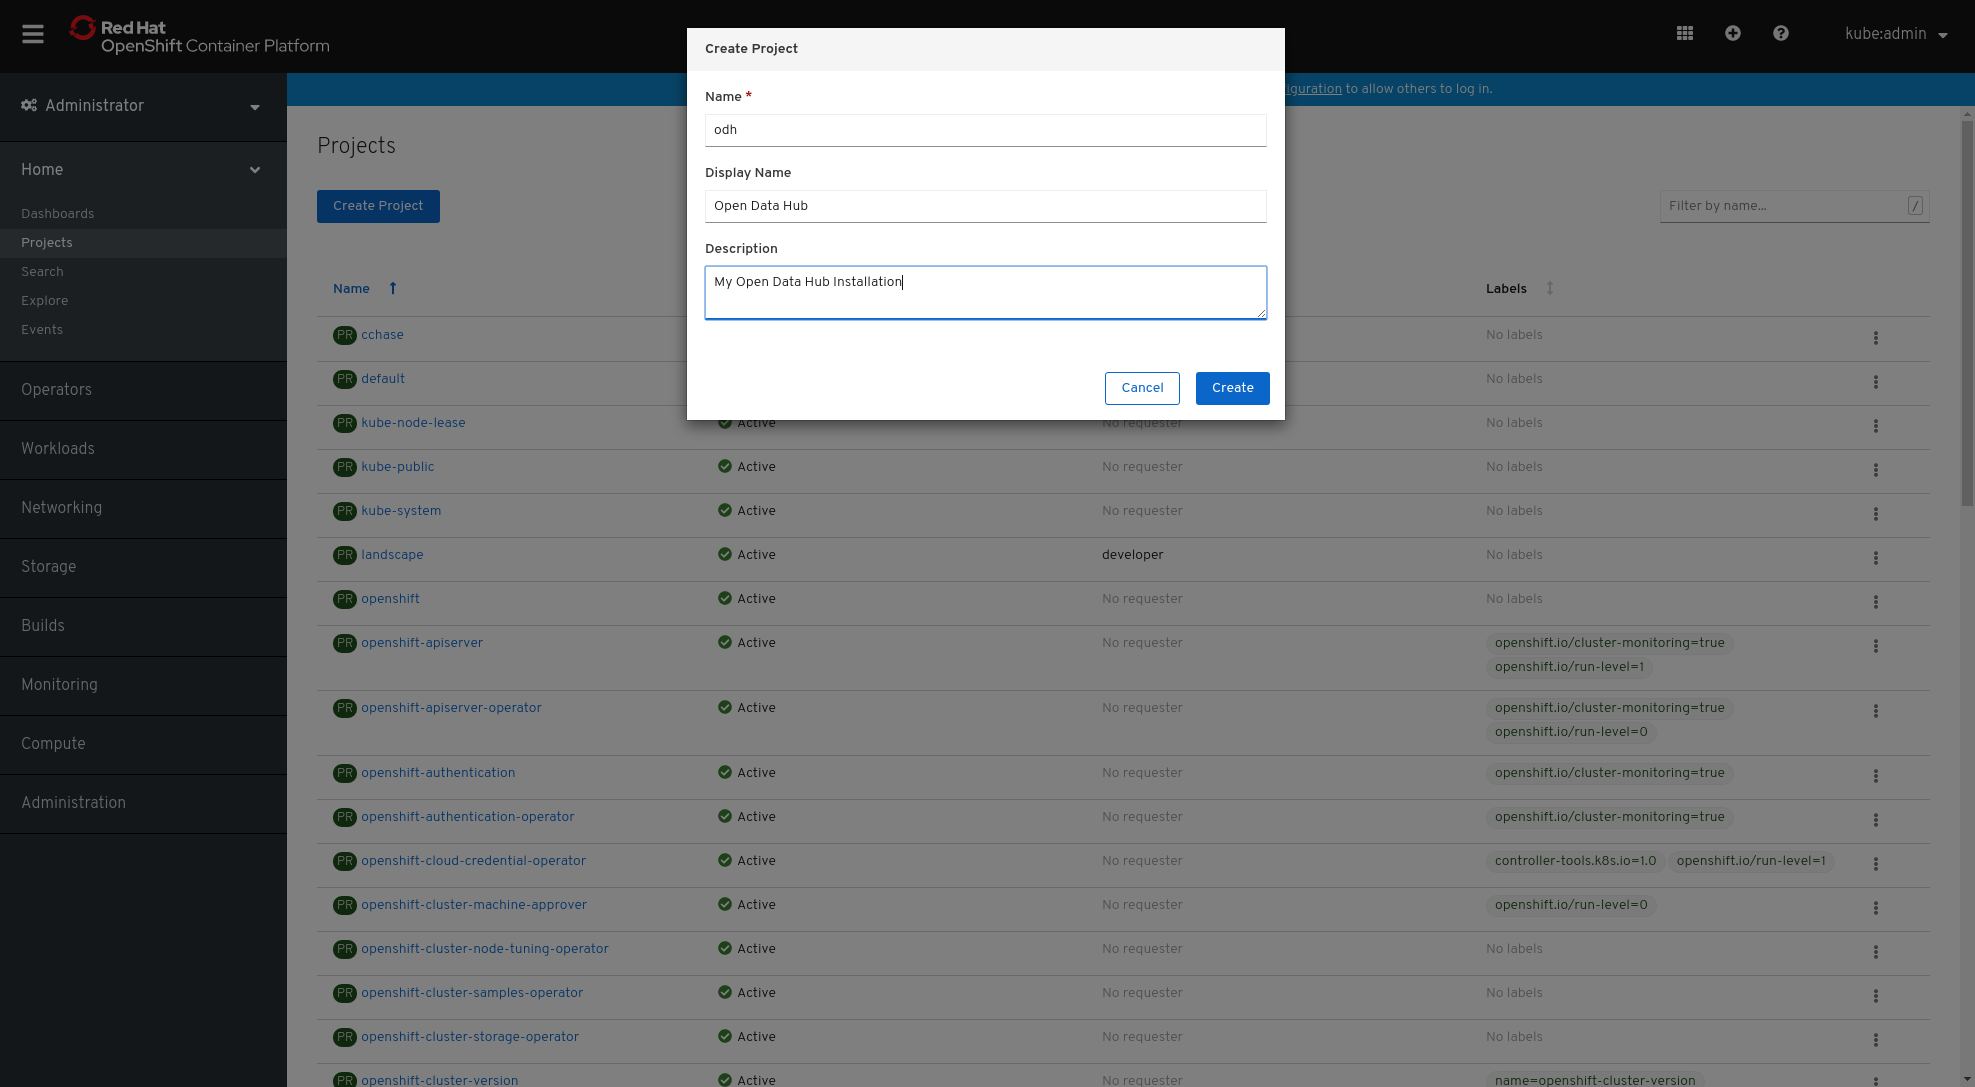 Red Hat
OpenShift Container Platform
kube:admin
Administrator
Home
Dashboards
Projects
Search
Explore
Events
Operators
Workloads
Networking
Storage
Builds
Monitoring
Compute
Administration
iguration to allow others to log in.
Projects
Create Project
Filter by name...
/
Create Project
Name *
odh
Display Name
Open Data Hub
Description
My Open Data Hub Installation
Cancel
Create
Name Labels
PR cchase No labels
PR default No labels
PR kube-node-lease Active No requester No labels
PR kube-public Active No requester No labels
PR kube-system Active No requester No labels
PR landscape Active developer No labels
PR openshift Active No requester No labels
PR openshift-apiserver Active No requester openshift.io/cluster-monitoring=true
openshift.io/run-level=1
PR openshift-apiserver-operator Active No requester openshift.io/cluster-monitoring=true
openshift.io/run-level=0
PR openshift-authentication Active No requester openshift.io/cluster-monitoring=true
PR openshift-authentication-operator Active No requester openshift.io/cluster-monitoring=true
PR openshift-cloud-credential-operator Active No requester controller-tools.k8s.io=1.0 openshift.io/run-level=1
PR openshift-cluster-machine-approver Active No requester openshift.io/run-level=0
PR openshift-cluster-node-tuning-operator Active No requester No labels
PR openshift-cluster-samples-operator Active No requester No labels
PR openshift-cluster-storage-operator Active No requester No labels
PR openshift-cluster-version Active No requester name=openshift-cluster-version